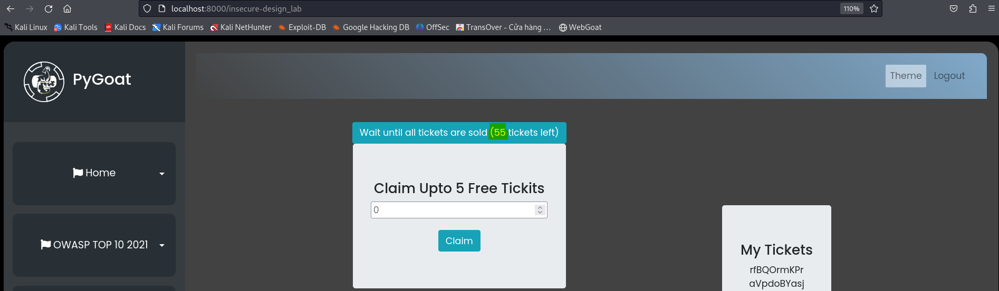 localhost:8000/insecure-design_lab
110%
Kali Linux Kali Tools Kali Docs Kali Forums Kali NetHunter Exploit-DB Google Hacking DB OffSec TransOver - Cửa hàng … WebGoat
PyGoat
Theme Logout
Wait until all tickets are sold (55 tickets left)
Home
Claim Upto 5 Free Tickits
0
Claim
OWASP TOP 10 2021
My Tickets
rfBQOrmKPr
aVpdoBYasj